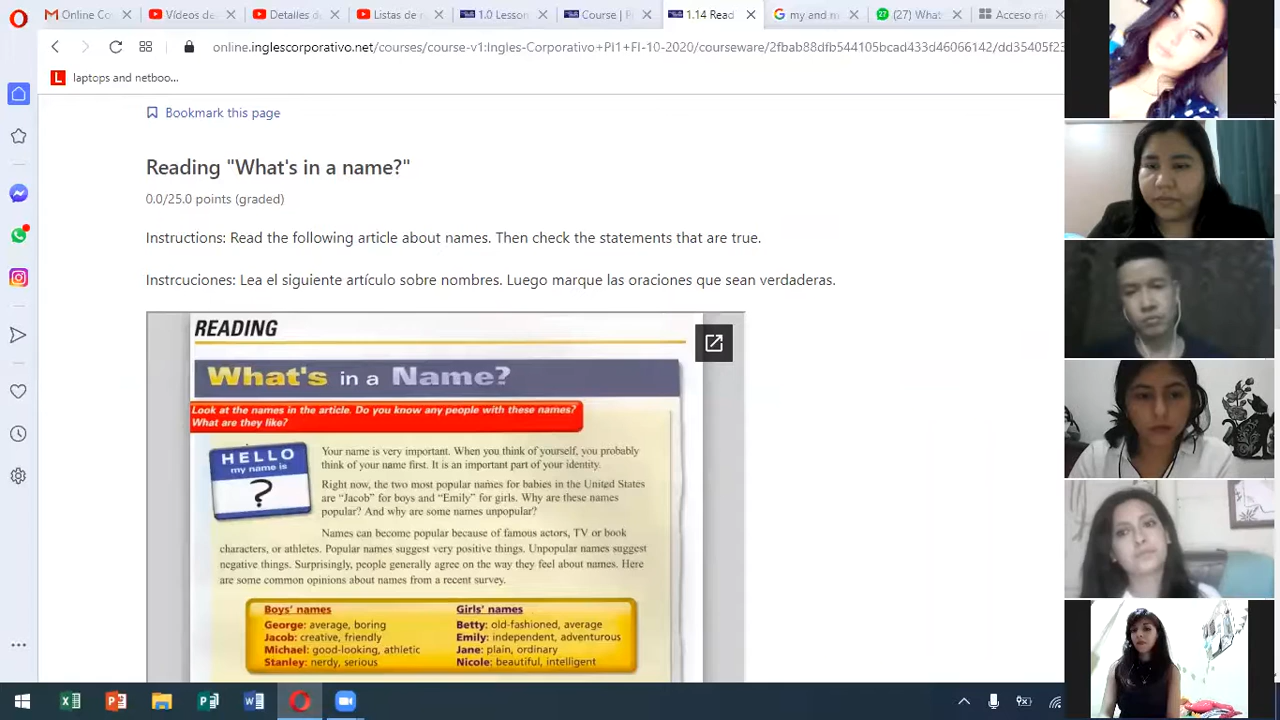 Online Con
Vídeos de
Detalles de
Listas de r
1.0 Lesson
Course | Pi
1.14 Read
my and m
(27) Whats
Acceso rá
online.inglescorporativo.net/courses/course-v1:Ingles-Corporativo+PI1+FI-10-2020/courseware/2fbab88dfb544105bcad433d46066142/dd35405f23
laptops and netboo...
Bookmark this page
Reading "What's in a name?"
0.0/25.0 points (graded)
Instructions: Read the following article about names. Then check the statements that are true.
Instrcuciones: Lea el siguiente artículo sobre nombres. Luego marque las oraciones que sean verdaderas.
READING
What's in a Name?
Look at the names in the article. Do you know any people with these names?
What are they like?
HELLO
my name is
?
Your name is very important. When you think of yourself, you probably
think of your name first. It is an important part of your identity.
Right now, the two most popular names for babies in the United States
are "Jacob" for boys and "Emily" for girls. Why are these names
popular? And why are some names unpopular?
Names can become popular because of famous actors, TV or book
characters, or athletes. Popular names suggest very positive things. Unpopular names suggest
negative things. Surprisingly, people generally agree on the way they feel about names. Here
are some common opinions about names from a recent survey.
Boys' names
George: average, boring
Jacob: creative, friendly
Michael: good-looking, athletic
Stanley: nerdy, serious
Girls' names
Betty: old-fashioned, average
Emily: independent, adventurous
Jane: plain, ordinary
Nicole: beautiful, intelligent